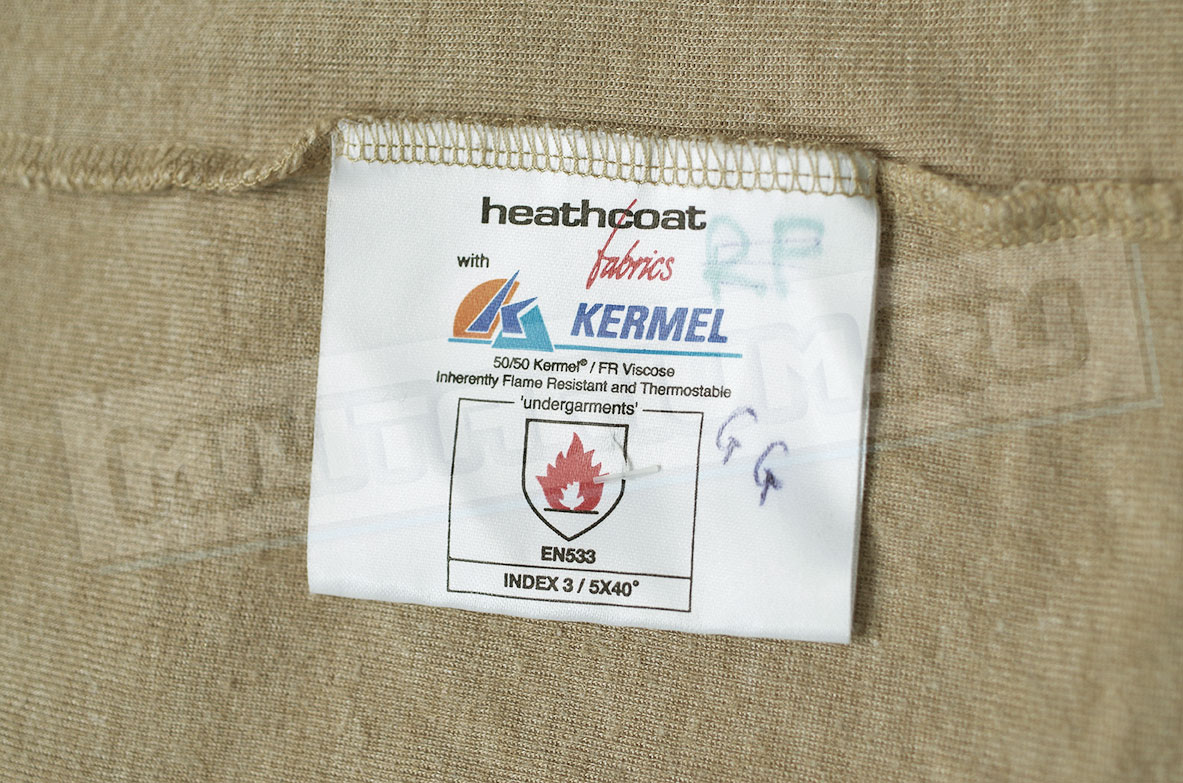 heathcoat
fabrics
RP
with
KERMEL
50/50 Kermel® / FR Viscose
Inherently Flame Resistant and Thermostable
'undergarments'
G G
EN533
INDEX 3 / 5X40°